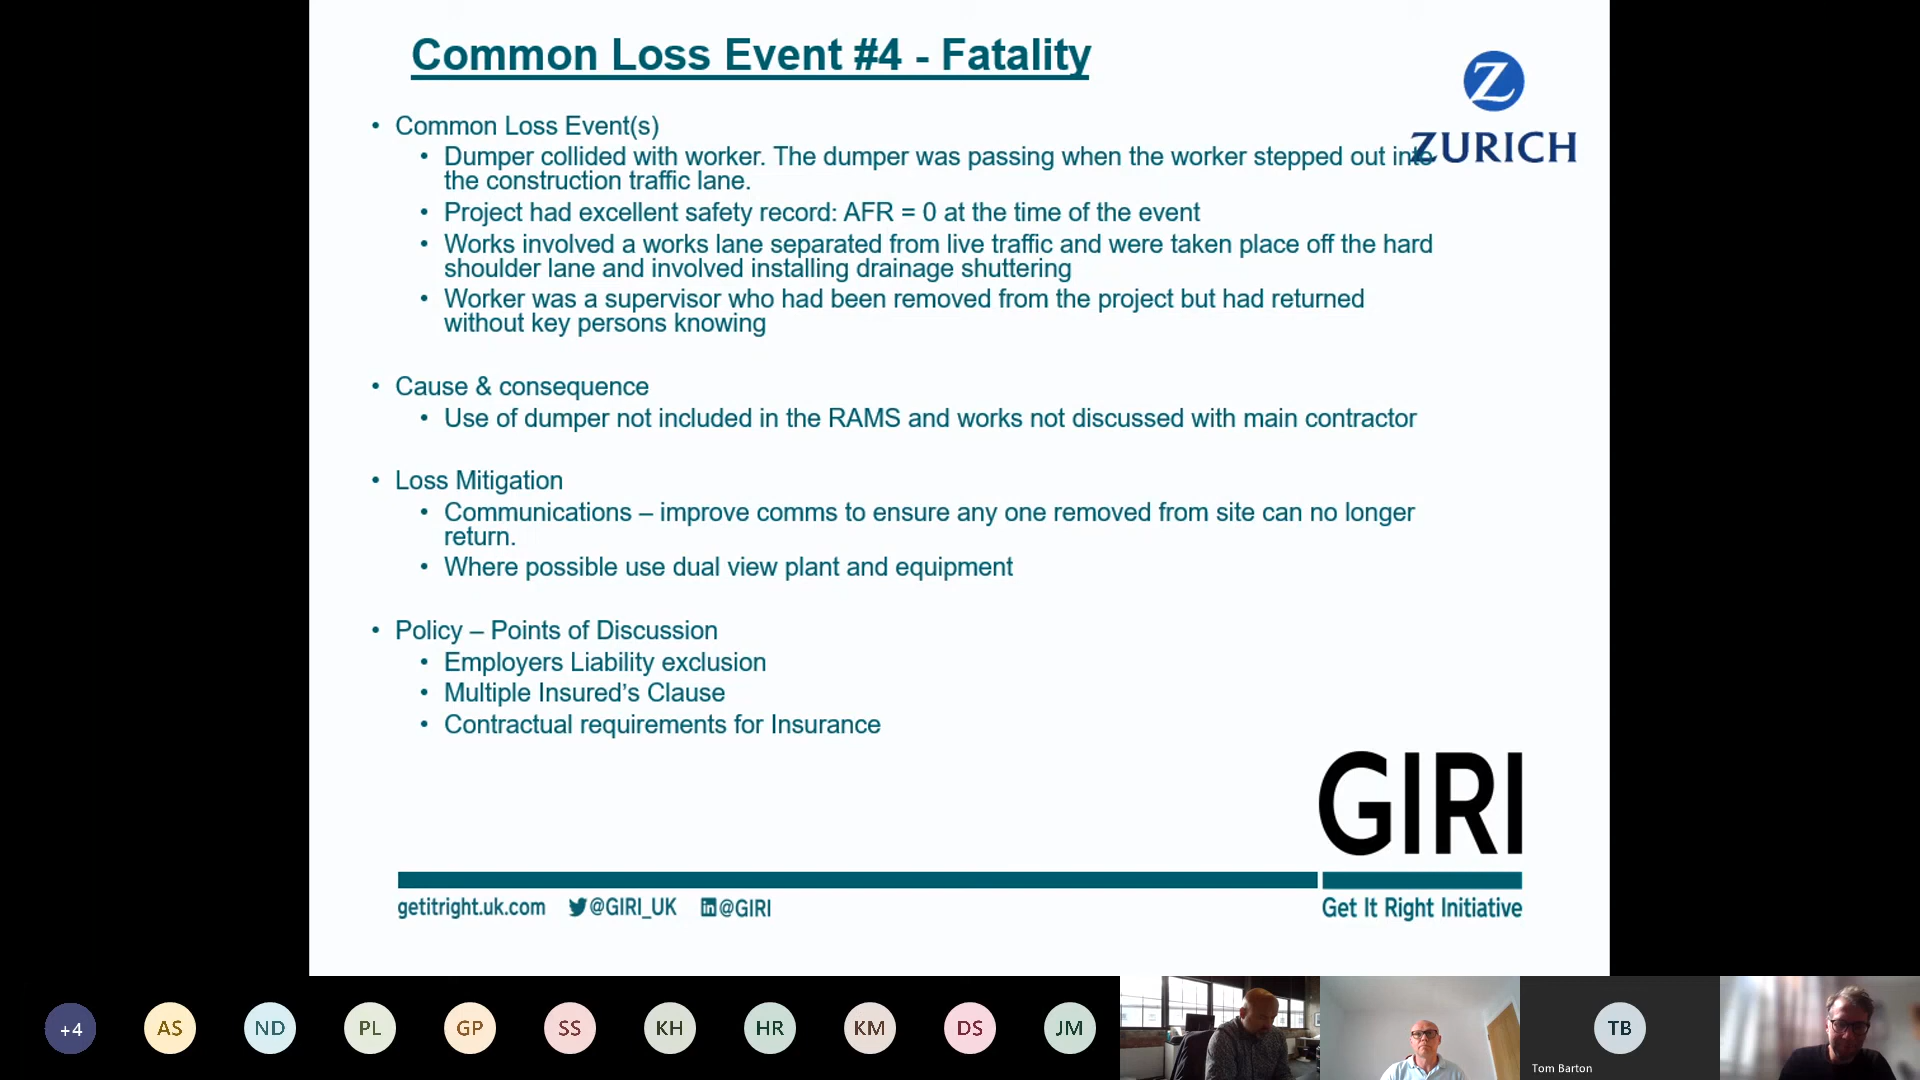 Common Loss Event #4 - Fatality
Z
ZURICH
• Common Loss Event(s)
• Dumper collided with worker. The dumper was passing when the worker stepped out into
the construction traffic lane.
• Project had excellent safety record: AFR = 0 at the time of the event
• Works involved a works lane separated from live traffic and were taken place off the hard
shoulder lane and involved installing drainage shuttering
• Worker was a supervisor who had been removed from the project but had returned
without key persons knowing
• Cause & consequence
• Use of dumper not included in the RAMS and works not discussed with main contractor
• Loss Mitigation
• Communications – improve comms to ensure any one removed from site can no longer
return.
• Where possible use dual view plant and equipment
• Policy – Points of Discussion
• Employers Liability exclusion
• Multiple Insured’s Clause
• Contractual requirements for Insurance
GIRI
getitright.uk.com @GIRI_UK @GIRI
Get It Right Initiative
+4 AS ND PL GP SS KH HR KM DS JM TB
Tom Barton